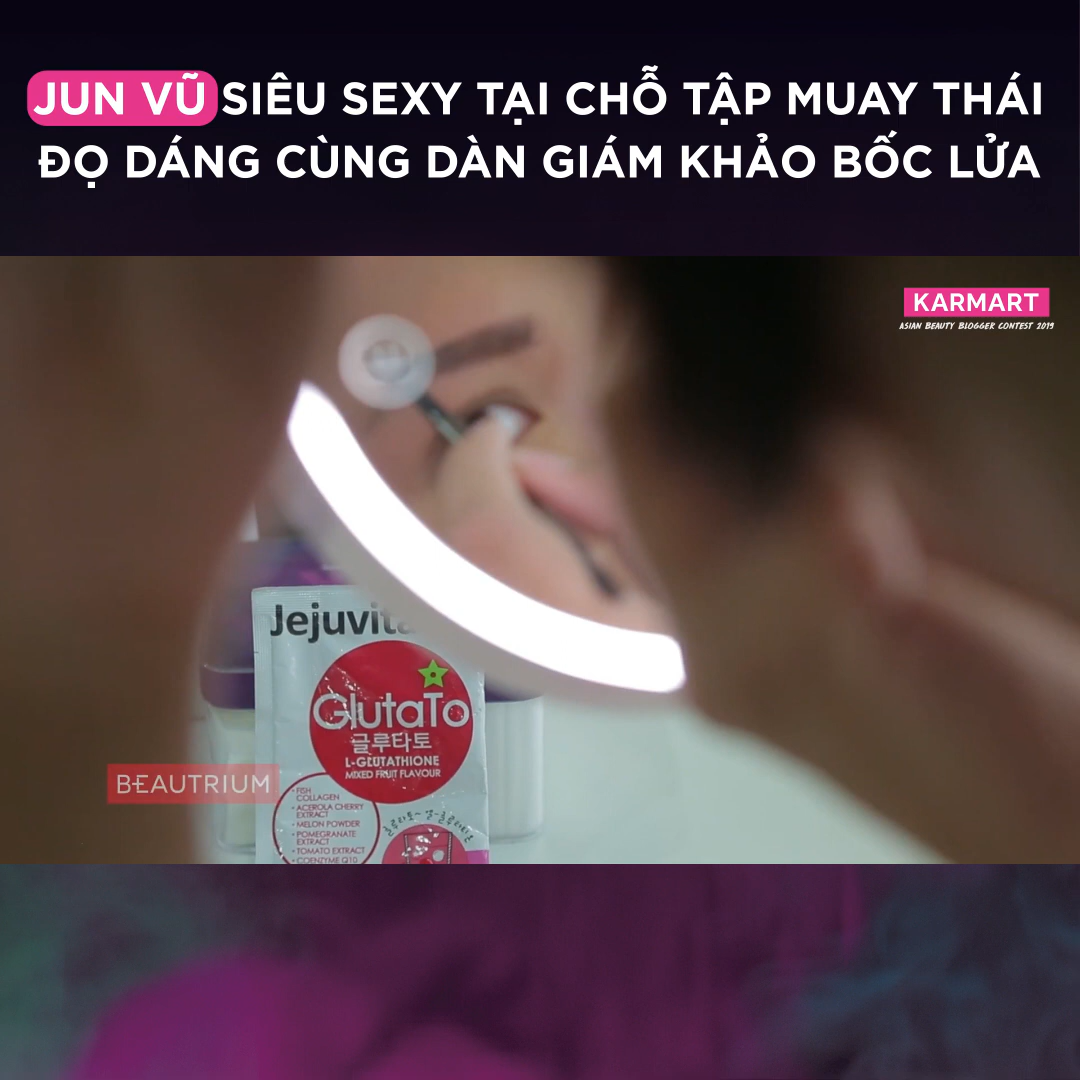 JUN VŨ SIÊU SEXY TẠI CHỖ TẬP MUAY THÁI
ĐỌ DÁNG CÙNG DÀN GIÁM KHẢO BỐC LỬA
KARMART
ASIAN BEAUTY BLOGGER CONTEST 2019
GlutaTo
글루타토
L-GLUTATHIONE
MIXED FRUIT FLAVOUR
BEAUTRIUM
• FISH
COLLAGEN
• ACEROLA CHERRY
EXTRACT
• MELON POWDER
• POMEGRANATE
EXTRACT
• TOMATO EXTRACT
• COENZYME Q10